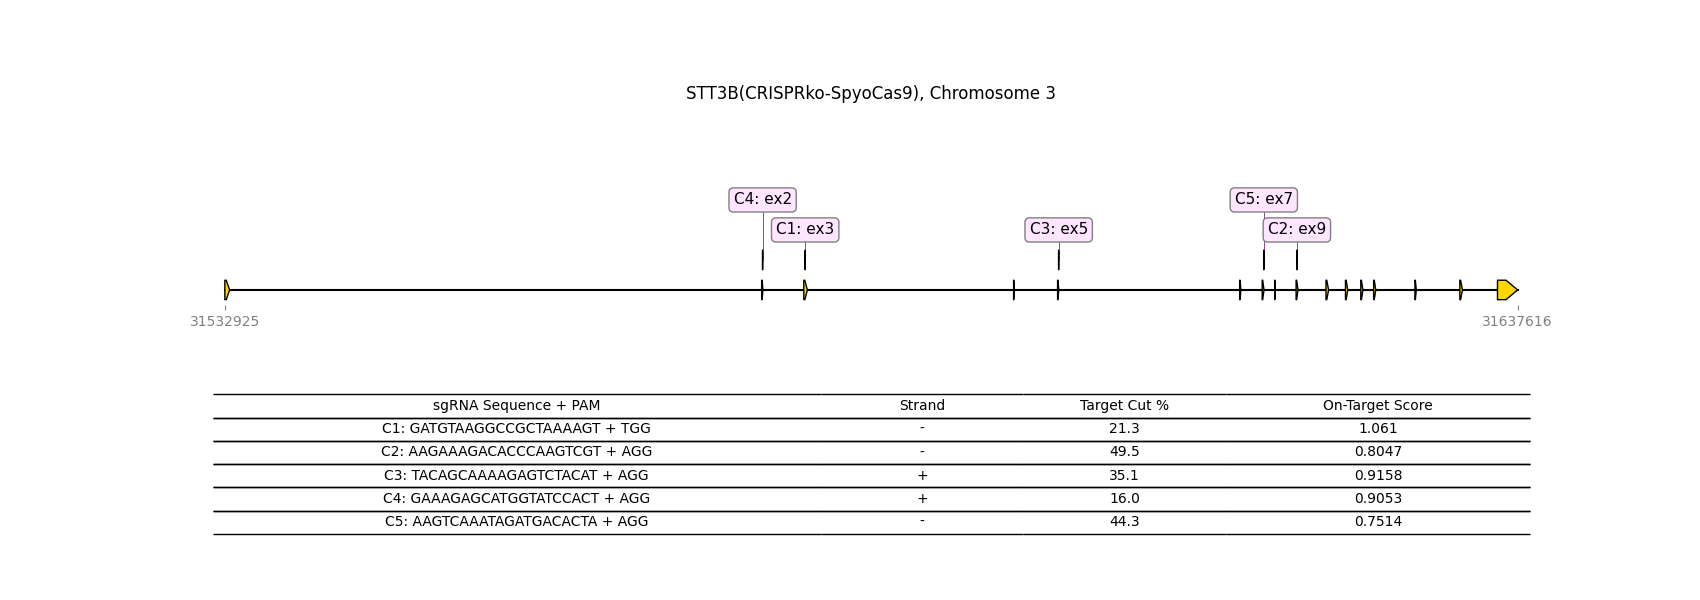 STT3B(CRISPRko-SpyoCas9), Chromosome 3
C4: ex2
C5: ex7
C1: ex3
C3: ex5
C2: ex9
31532925
31637616
sgRNA Sequence + PAM Strand Target Cut % On-Target Score
C1: GATGTAAGGCCGCTAAAAGT + TGG - 21.3 1.061
C2: AAGAAAGACACCCAAGTCGT + AGG - 49.5 0.8047
C3: TACAGCAAAAGAGTCTACAT + AGG + 35.1 0.9158
C4: GAAAGAGCATGGTATCCACT + AGG + 16.0 0.9053
C5: AAGTCAAATAGATGACACTA + AGG - 44.3 0.7514